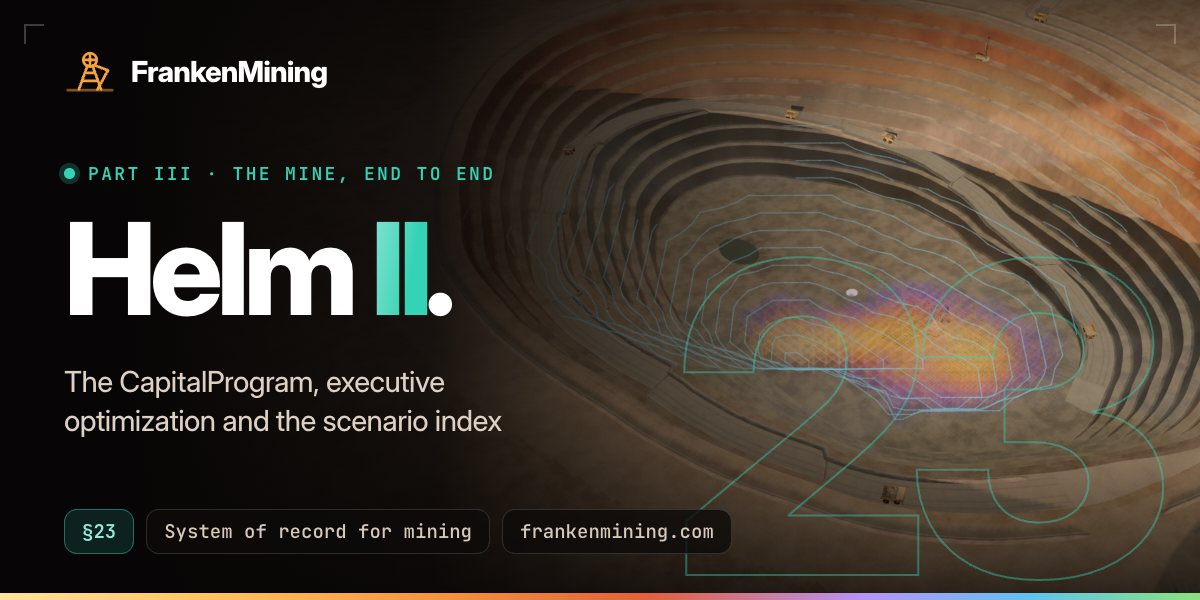 FrankenMining
PART III · THE MINE, END TO END
Helm II.
The CapitalProgram, executive
optimization and the scenario index
§23
System of record for mining
frankenmining.com
23